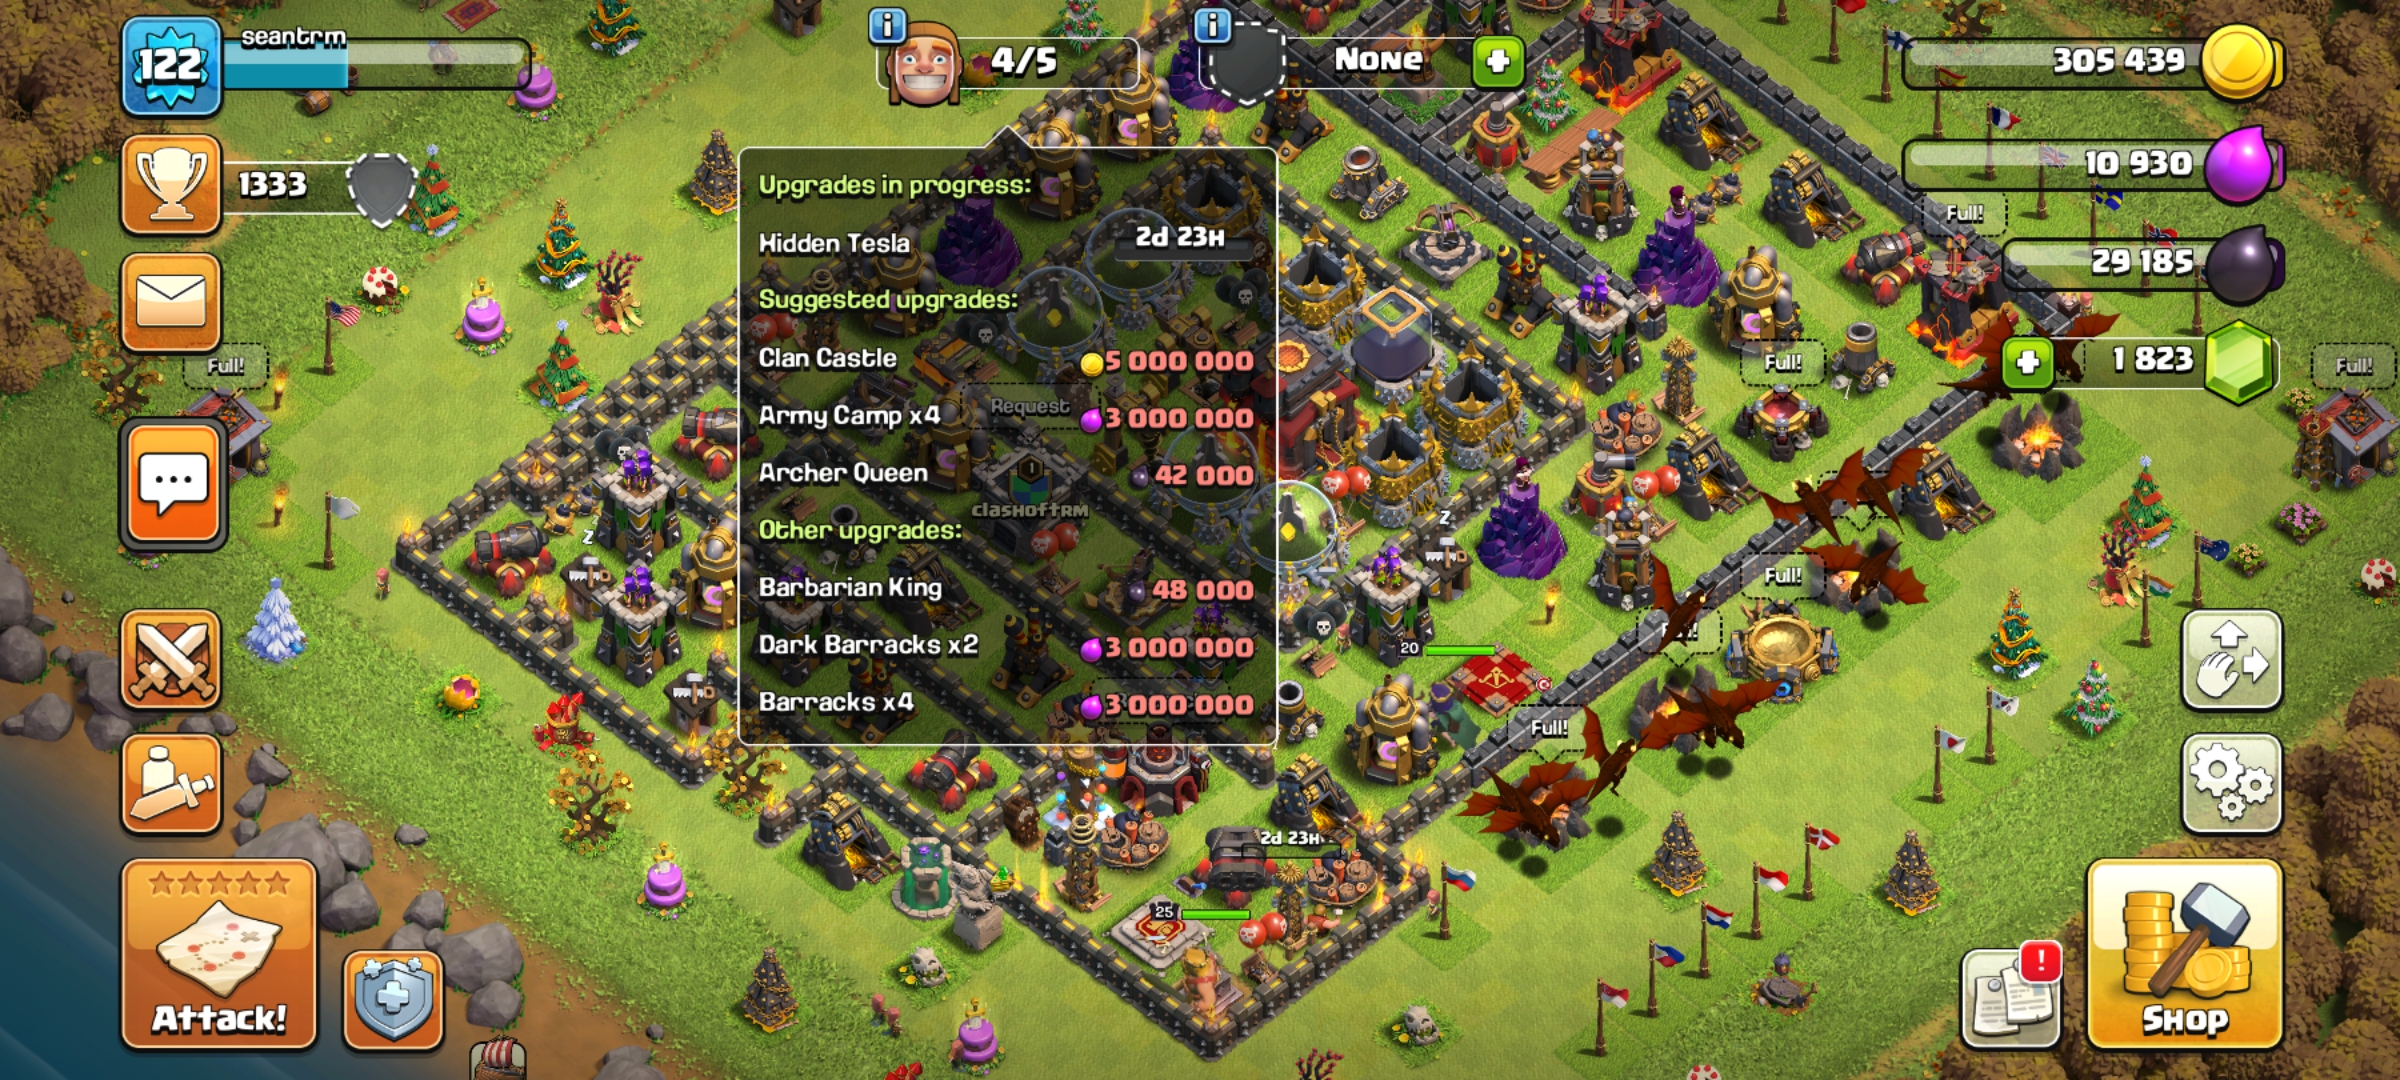 122
seantrm
4/5
None
305 439
1333
10 930
Full!
29 185
Full!
1 823
Full!
Full!
Upgrades in progress:
Hidden Tesla 2d 23H
Suggested upgrades:
Clan Castle 5 000 000
Army Camp x4 3 000 000
Request
Archer Queen 42 000
clashoftrm
Other upgrades:
Barbarian King 48 000
Dark Barracks x2 3 000 000
Barracks x4 3 000 000
Z
Z
Full!
20
Full!
2d 23H
25
Attack!
!
Shop